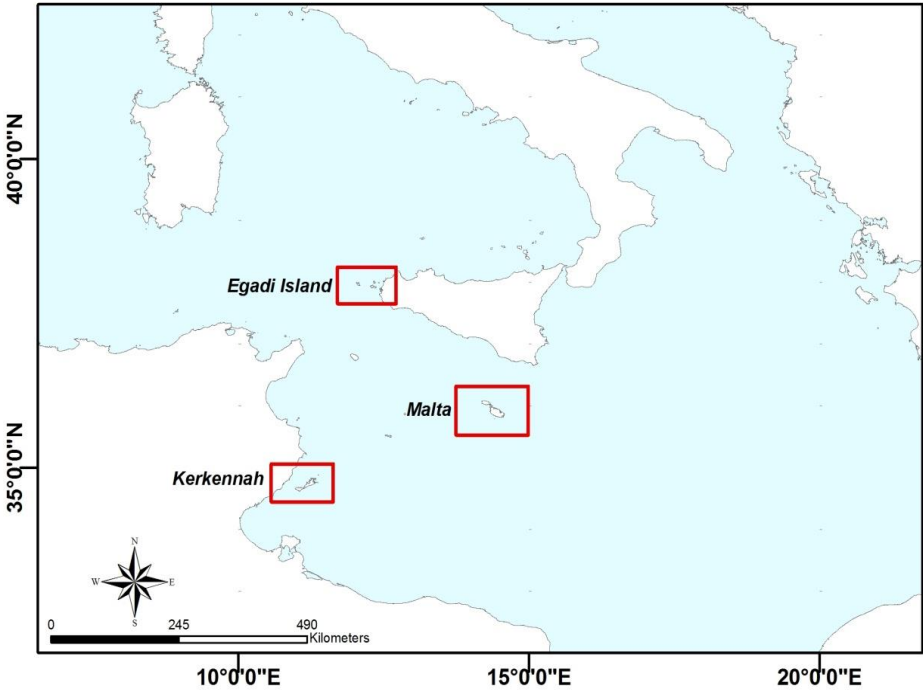 40°0'0"N
Egadi Island
Malta
35°0'0"N
Kerkennah
N
W E
S
0 245 490
Kilometers
10°0'0"E 15°0'0"E 20°0'0"E